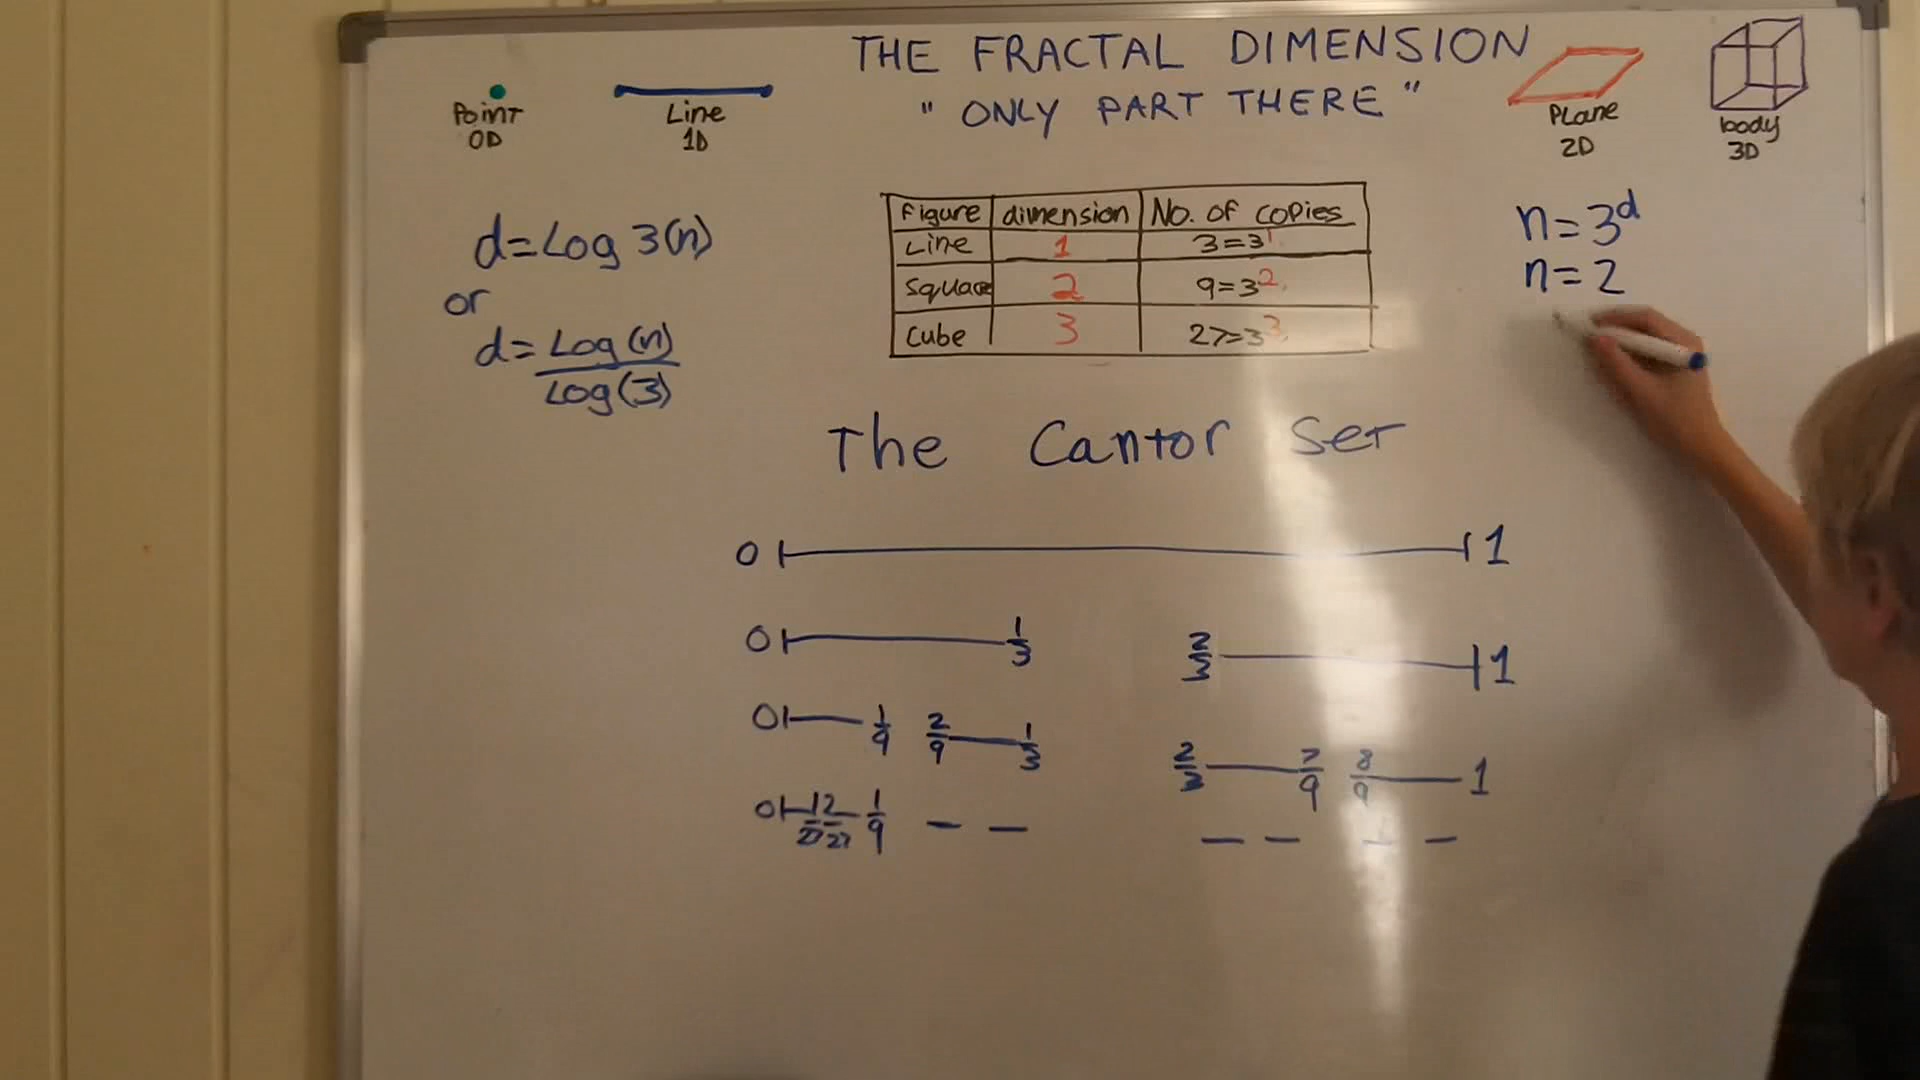 THE FRACTAL DIMENSION
" ONLY PART THERE "
Point
0D
Line
1D
Plane
2D
body
3D
d=Log 3(n)
or
d=Log(n)
Log(3)
Figure dimension No. of copies
Line 1 3=3¹
Square 2 9=3²
Cube 3 27=3³
n=3ᵈ
n=2
The Cantor Set
0 1
0 1/3 2/3 1
0 1/9 2/9 1/3 2/3 7/9 8/9 1
0 1/27 2/27 1/9